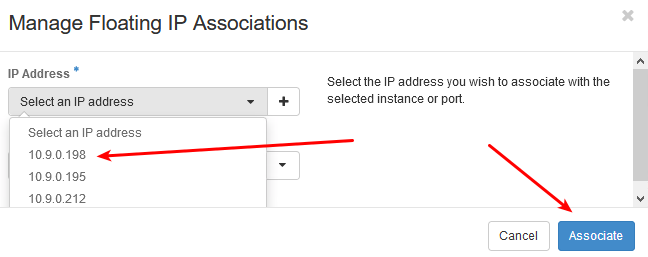 Manage Floating IP Associations
×
IP Address *
Select an IP address
+
Select the IP address you wish to associate with the
selected instance or port.
Select an IP address
10.9.0.198
10.9.0.195
10.9.0.212
Cancel
Associate